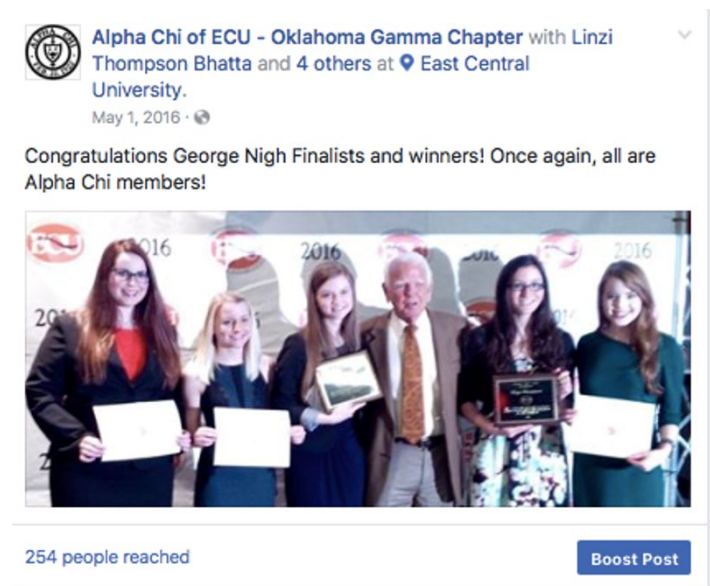 Alpha Chi of ECU - Oklahoma Gamma Chapter with Linzi
Thompson Bhatta and 4 others at East Central
University.
May 1, 2016 ·
Congratulations George Nigh Finalists and winners! Once again, all are
Alpha Chi members!
ECU 2016 2016 2016
254 people reached
Boost Post